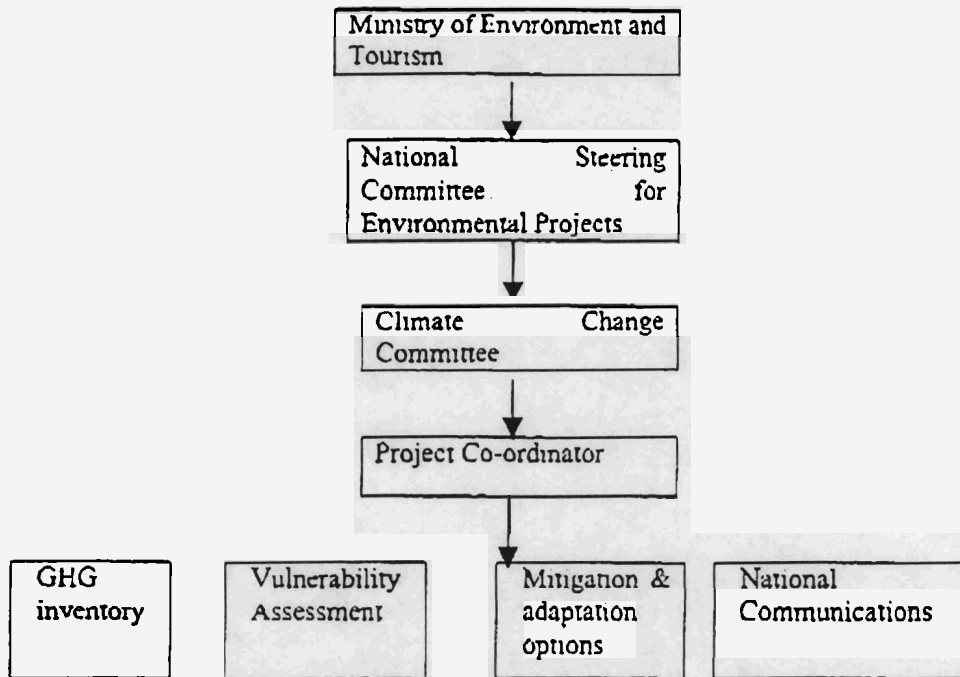 Ministry of Environment and
Tourism
National Steering
Committee for
Environmental Projects
Climate Change
Committee
Project Co-ordinator
GHG
inventory
Vulnerability
Assessment
Mitigation &
adaptation
options
National
Communications